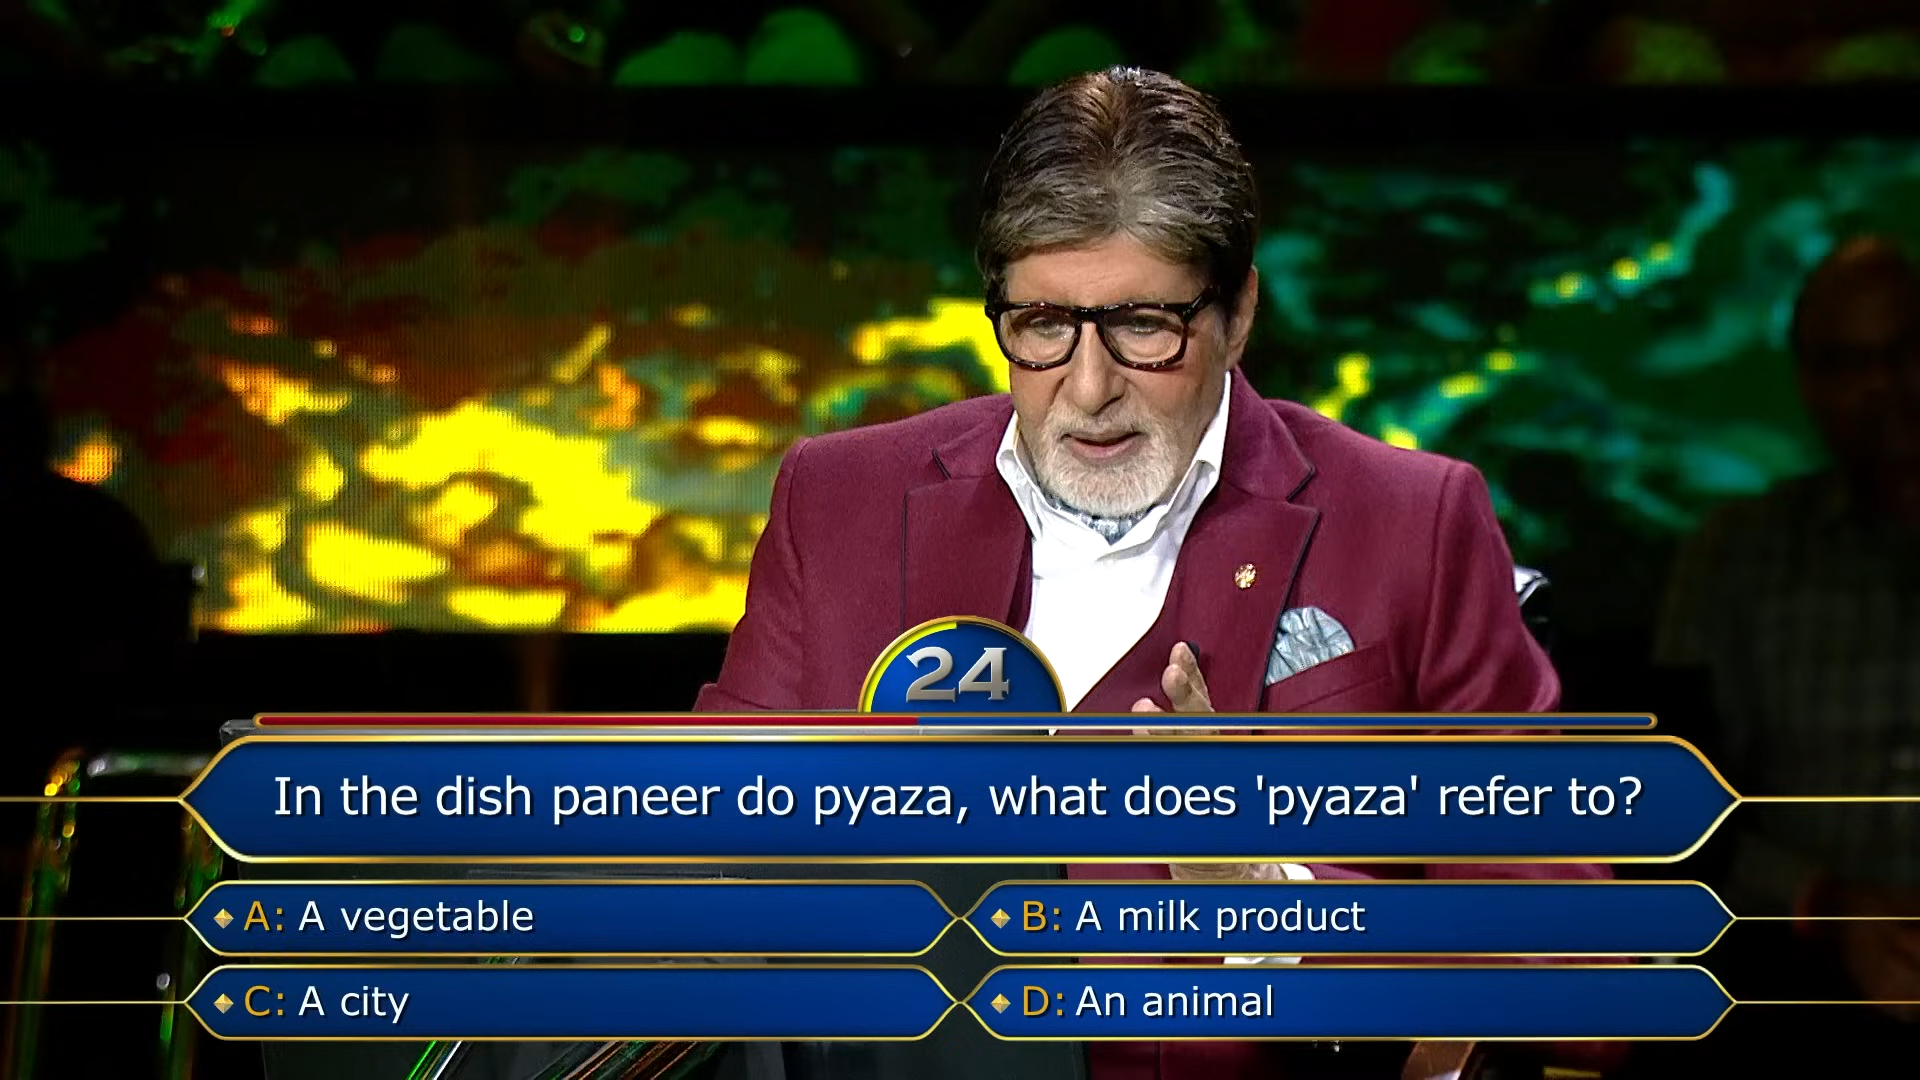 24
In the dish paneer do pyaza, what does 'pyaza' refer to?
A: A vegetable
B: A milk product
C: A city
D: An animal